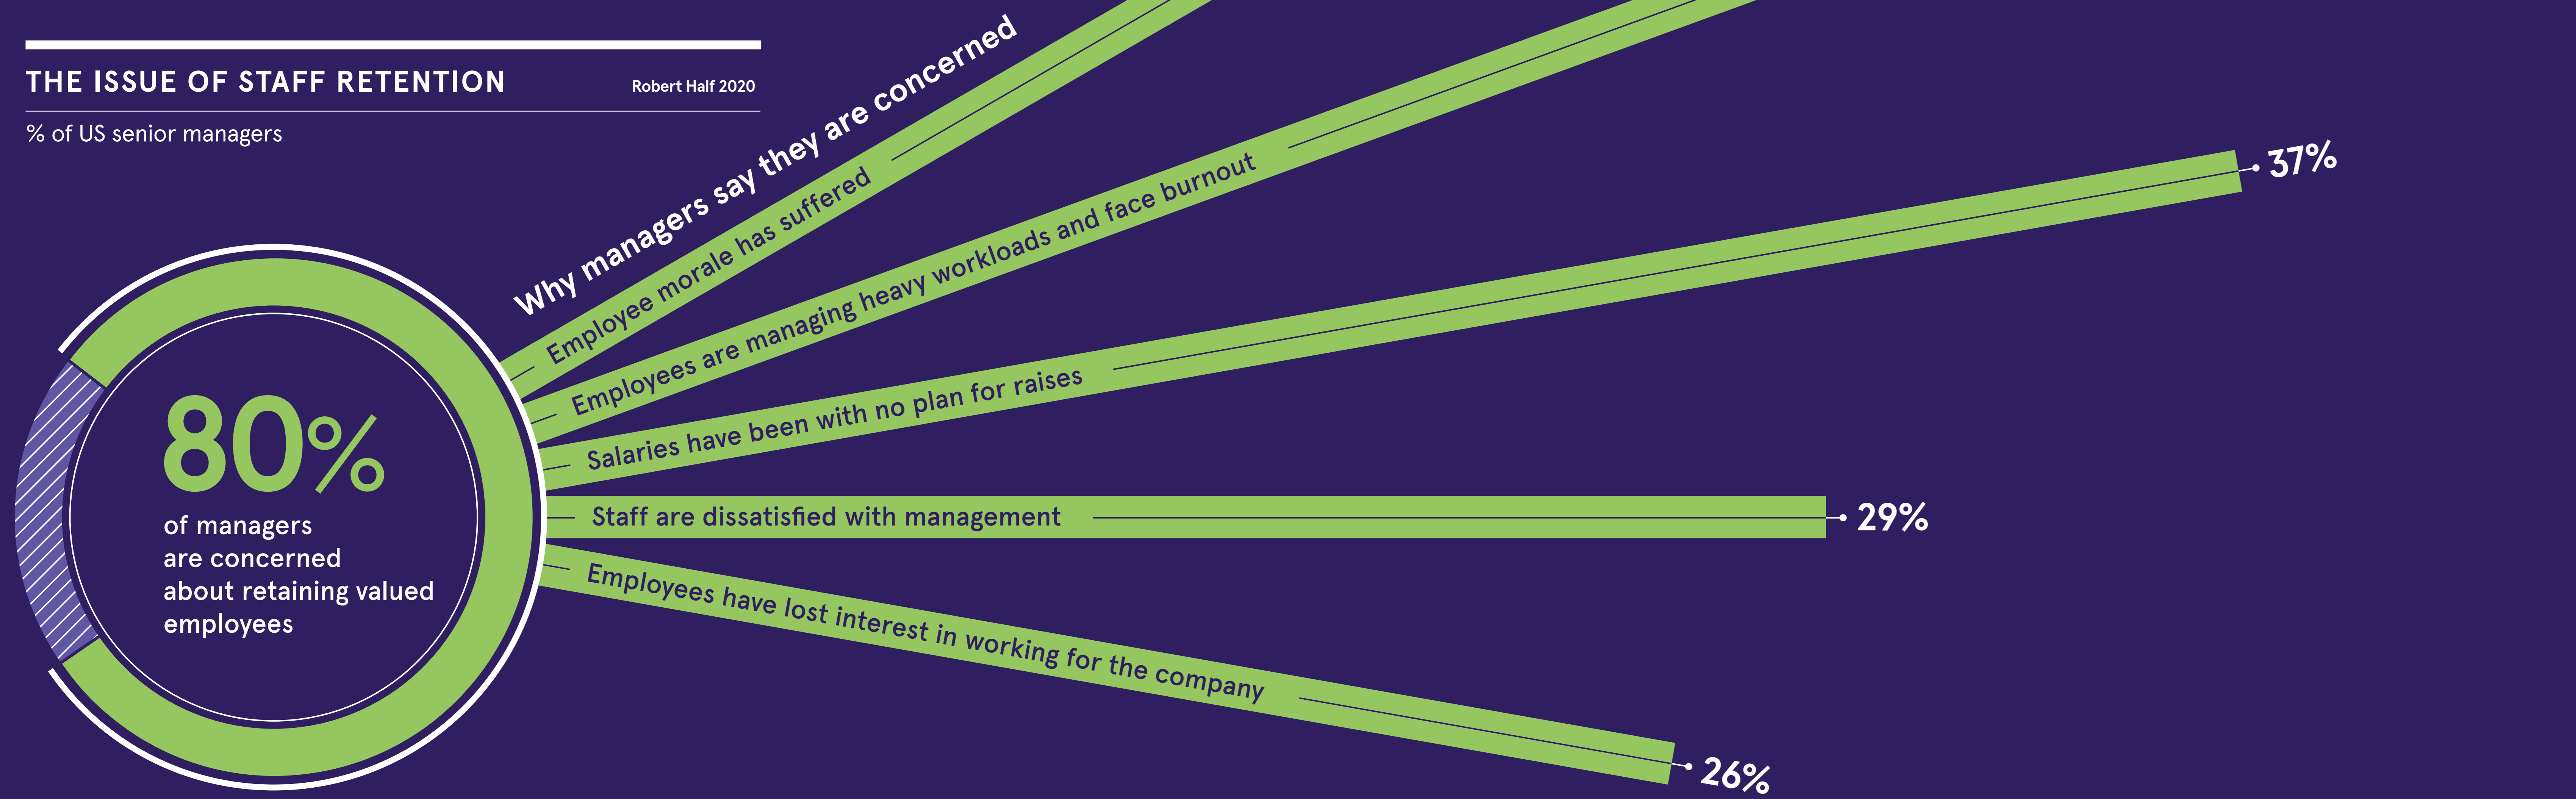 THE ISSUE OF STAFF RETENTION
Robert Half 2020
% of US senior managers
80%
of managers
are concerned
about retaining valued
employees
Why managers say they are concerned
Employee morale has suffered
Employees are managing heavy workloads and face burnout
Salaries have been with no plan for raises
37%
Staff are dissatisfied with management
29%
Employees have lost interest in working for the company
26%